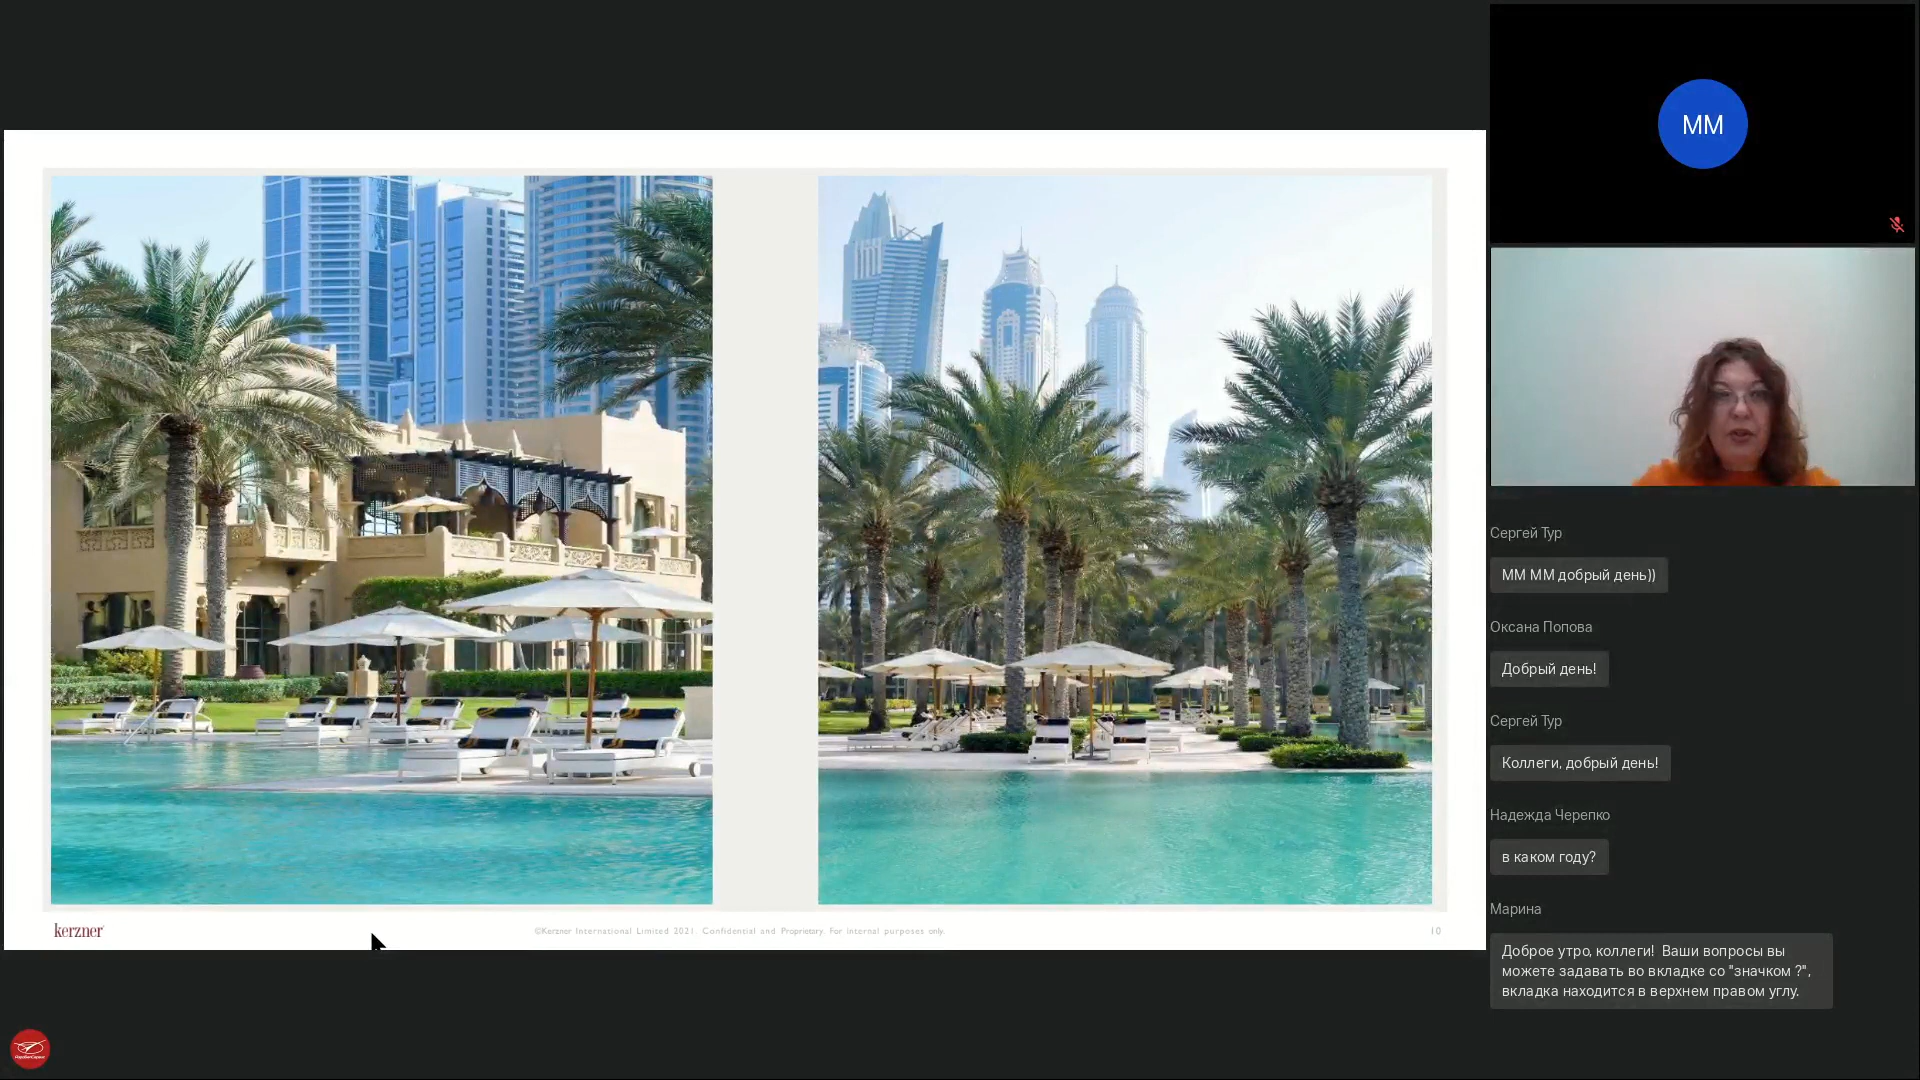 MM
kerzner
©Kerzner International Limited 2021. Confidential and Proprietary. For internal purposes only.
10
Сергей Тур
ММ ММ добрый день))
Оксана Попова
Добрый день!
Сергей Тур
Коллеги, добрый день!
Надежда Черепко
в каком году?
Марина
Доброе утро, коллеги! Ваши вопросы вы
можете задавать во вкладке со "значком ?",
вкладка находится в верхнем правом углу.